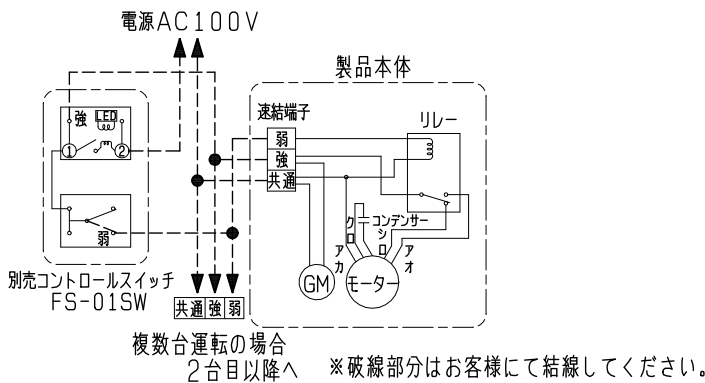 電源AC100V
製品本体
強
LED
①
②
弱
速結端子
弱
強
共通
リレー
コンデンサー
クロ
シロ
アカ
アオ
GM
モーター
別売コントロールスイッチ
FS-01SW
共通 強 弱
複数台運転の場合
2台目以降へ
※破線部分はお客様にて結線してください。